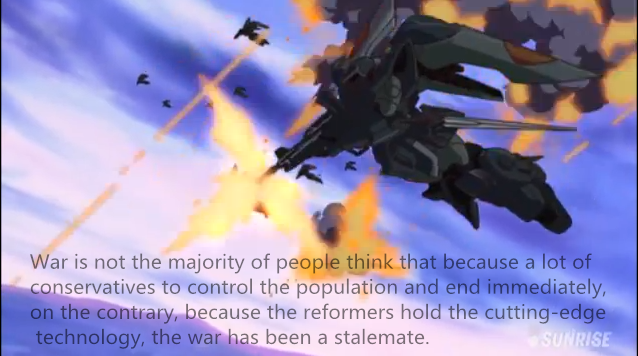 War is not the majority of people think that because a lot of
conservatives to control the population and end immediately,
on the contrary, because the reformers hold the cutting-edge
technology, the war has been a stalemate.
SUNRISE